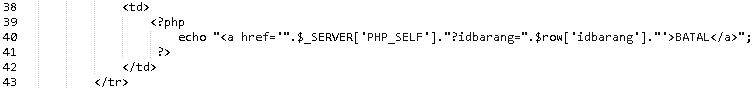 38 <td>
39 <?php
40 echo "<a href='".$_SERVER['PHP_SELF']."?idbarang=".$row['idbarang']."'>BATAL</a>";
41 ?>
42 </td>
43 </tr>